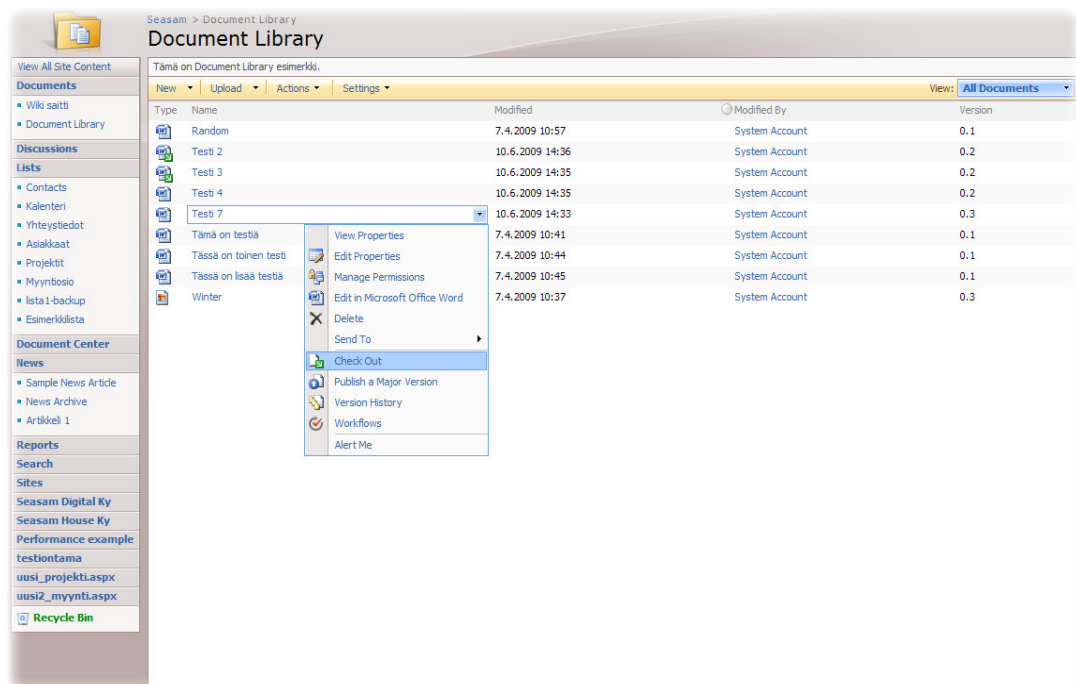 Seasam > Document Library
Document Library
View All Site Content
Documents
Wiki saitti
Document Library
Discussions
Lists
Contacts
Kalenteri
Yhteystiedot
Asiakkaat
Projektit
Myyntiosio
lista1-backup
Esimerkkilista
Document Center
News
Sample News Article
News Archive
Artikkeli 1
Reports
Search
Sites
Seasam Digital Ky
Seasam House Ky
Performance example
testiontama
uusi_projekti.aspx
uusi2_myynti.aspx
Recycle Bin
Tämä on Document Library esimerkki.
New Upload Actions Settings View: All Documents
Type Name Modified Modified By Version
Random 7.4.2009 10:57 System Account 0.1
Testi 2 10.6.2009 14:36 System Account 0.2
Testi 3 10.6.2009 14:35 System Account 0.2
Testi 4 10.6.2009 14:35 System Account 0.2
Testi 7 10.6.2009 14:33 System Account 0.3
Tämä on testiä 7.4.2009 10:41 System Account 0.1
Tässä on toinen testi 7.4.2009 10:44 System Account 0.1
Tässä on lisää testiä 7.4.2009 10:45 System Account 0.1
Winter 7.4.2009 10:37 System Account 0.3
View Properties
Edit Properties
Manage Permissions
Edit in Microsoft Office Word
Delete
Send To
Check Out
Publish a Major Version
Version History
Workflows
Alert Me